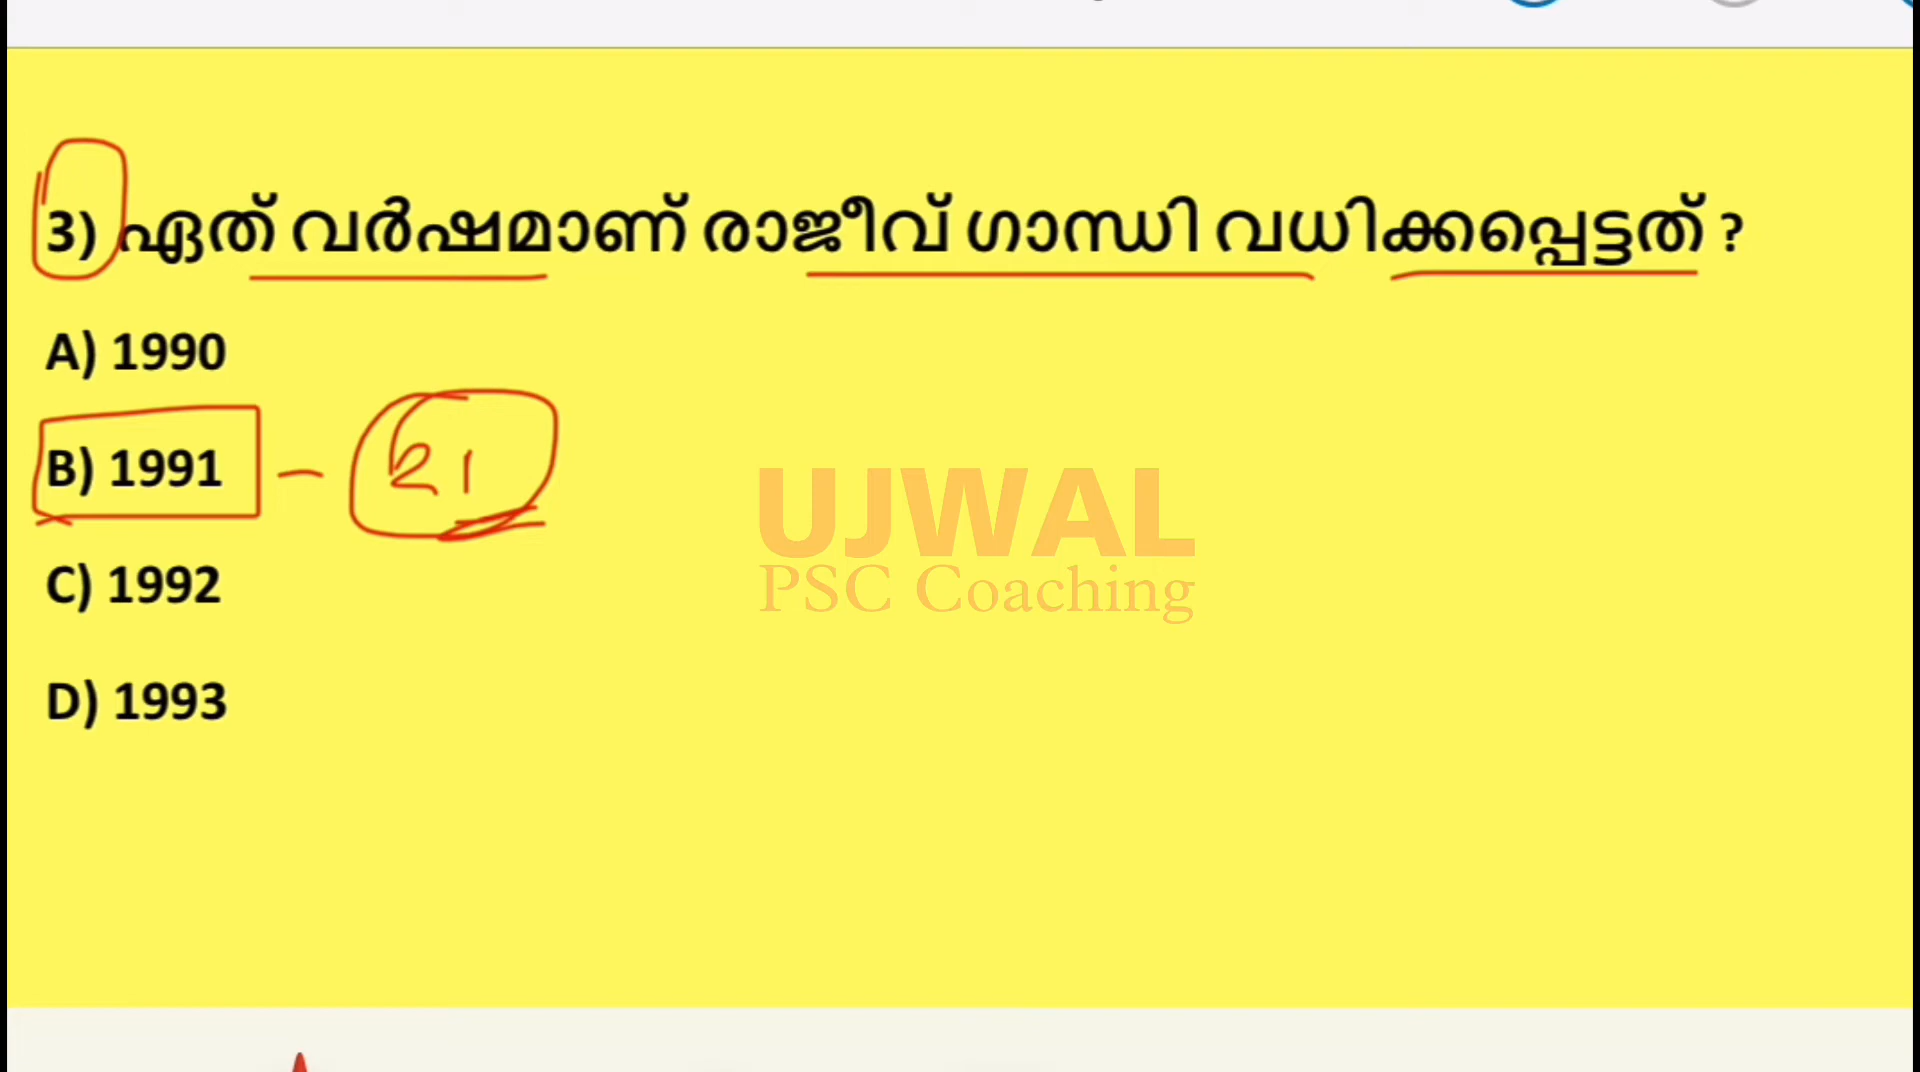 3) ഏത് വർഷമാണ് രാജീവ് ഗാന്ധി വധിക്കപ്പെട്ടത് ?
A) 1990
B) 1991 - 21
C) 1992
D) 1993
UJWAL
PSC Coaching